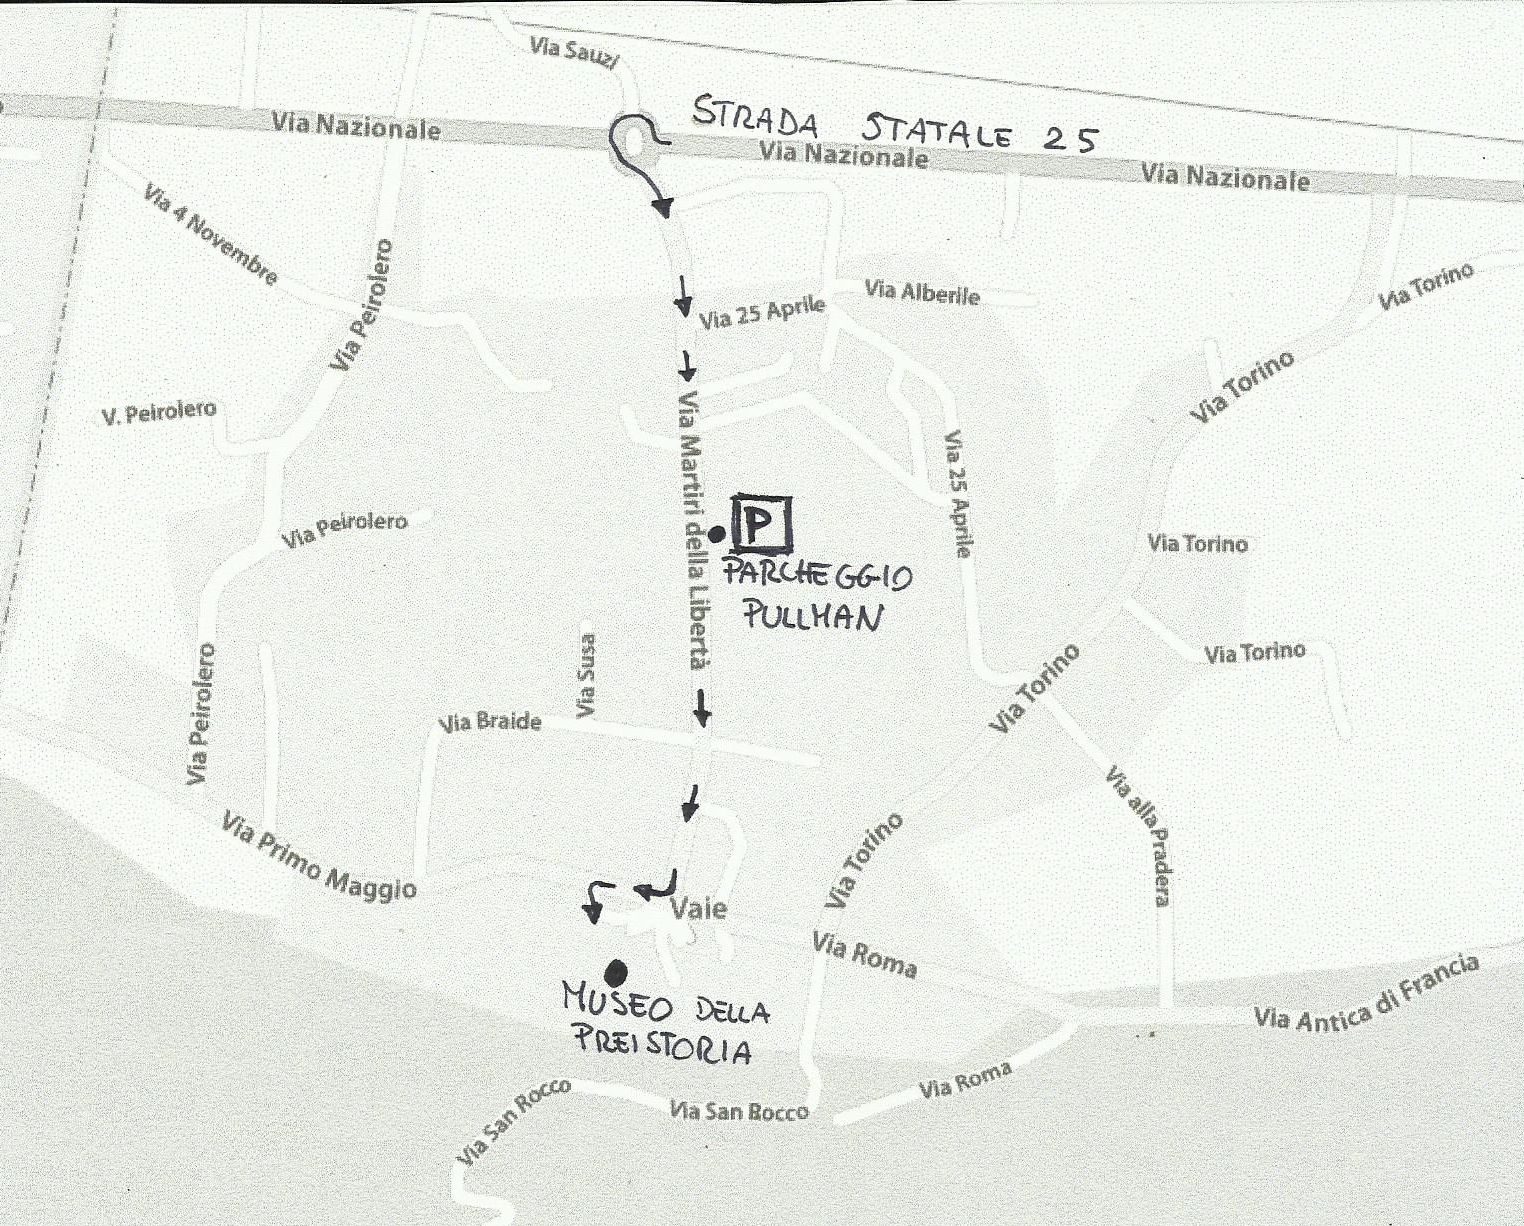 Via Sauzi
STRADA STATALE 25
Via Nazionale
Via Nazionale
Via Nazionale
Via 4 Novembre
Via Peirolero
Via 25 Aprile
Via Alberile
Via Torino
Via Torino
V. Peirolero
Via Martiri della Libertà
Via 25 Aprile
P
PARCHEGGIO
PULLMAN
Via Peirolero
Via Torino
Via Susa
Via Torino
Via Torino
Via Peirolero
Via Braide
Via alla Pradera
Via Primo Maggio
Via Torino
Vaie
Via Roma
MUSEO DELLA
PREISTORIA
Via Antica di Francia
Via Roma
Via San Rocco
Via San Bocco